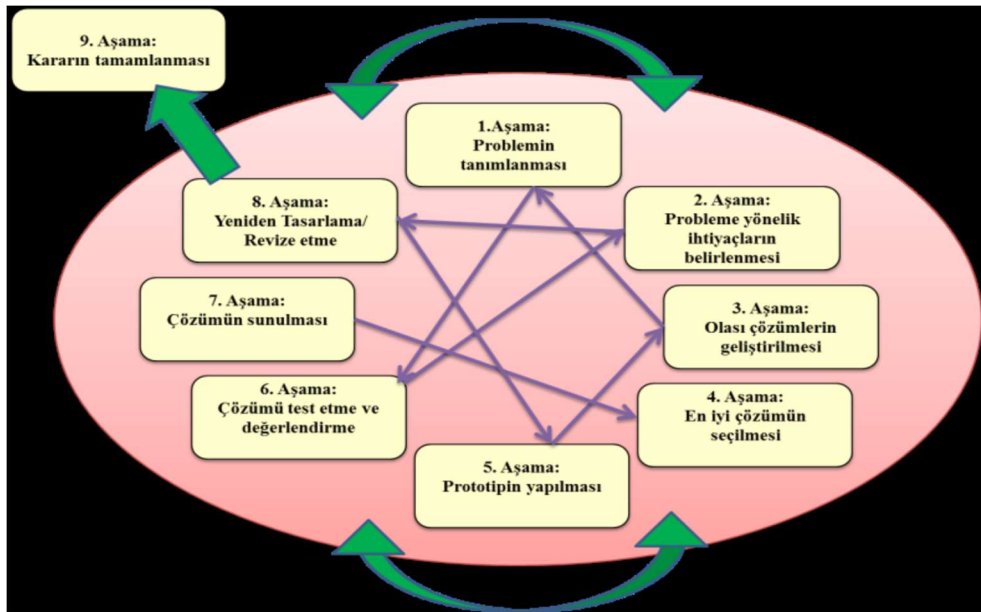 9. Aşama:
Kararın tamamlanması
1.Aşama:
Problemin
tanımlanması
2. Aşama:
Probleme yönelik
ihtiyaçların
belirlenmesi
3. Aşama:
Olası çözümlerin
geliştirilmesi
4. Aşama:
En iyi çözümün
seçilmesi
5. Aşama:
Prototipin yapılması
6. Aşama:
Çözümü test etme ve
değerlendirme
7. Aşama:
Çözümün sunulması
8. Aşama:
Yeniden Tasarlama/
Revize etme